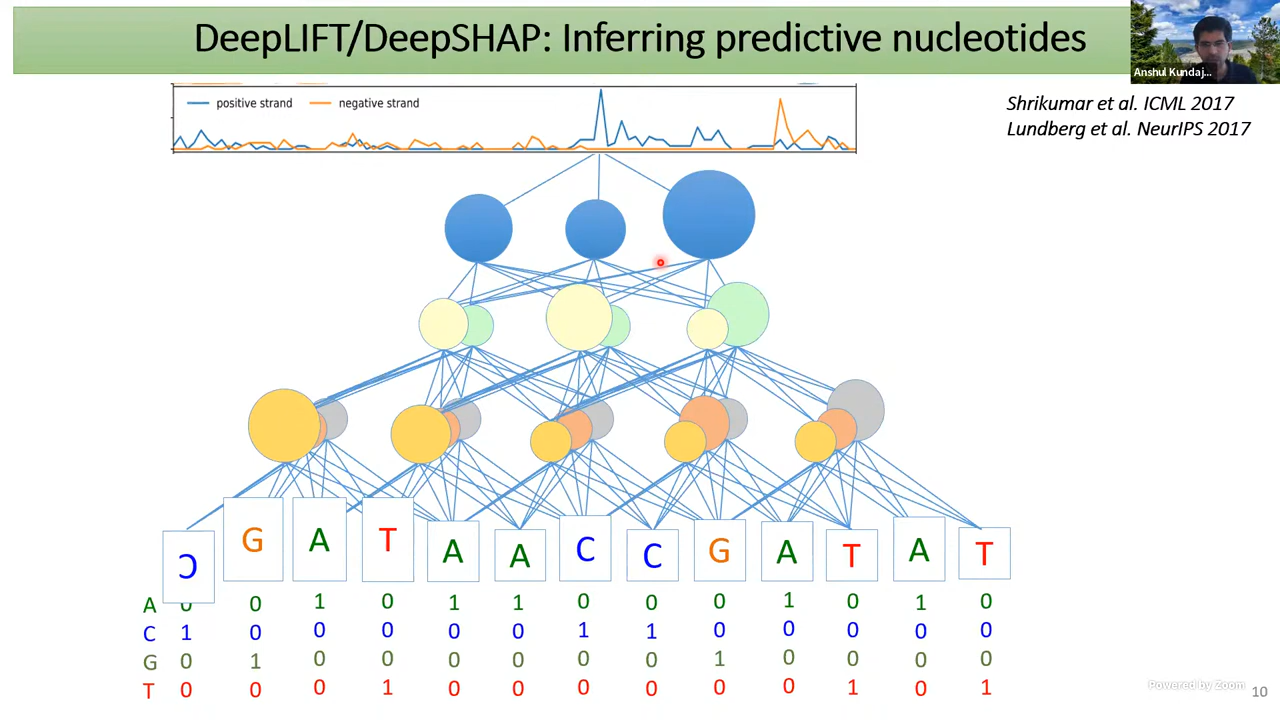 DeepLIFT/DeepSHAP: Inferring predictive nucleotides
Anshul Kundaj...
positive strand negative strand
Shrikumar et al. ICML 2017
Lundberg et al. NeurIPS 2017
C G A T A A C C G A T A T
A 0 0 1 0 1 1 0 0 0 1 0 1 0
C 1 0 0 0 0 0 1 1 0 0 0 0 0
G 0 1 0 0 0 0 0 0 1 0 0 0 0
T 0 0 0 1 0 0 0 0 0 0 1 0 1
Powered by Zoom
10